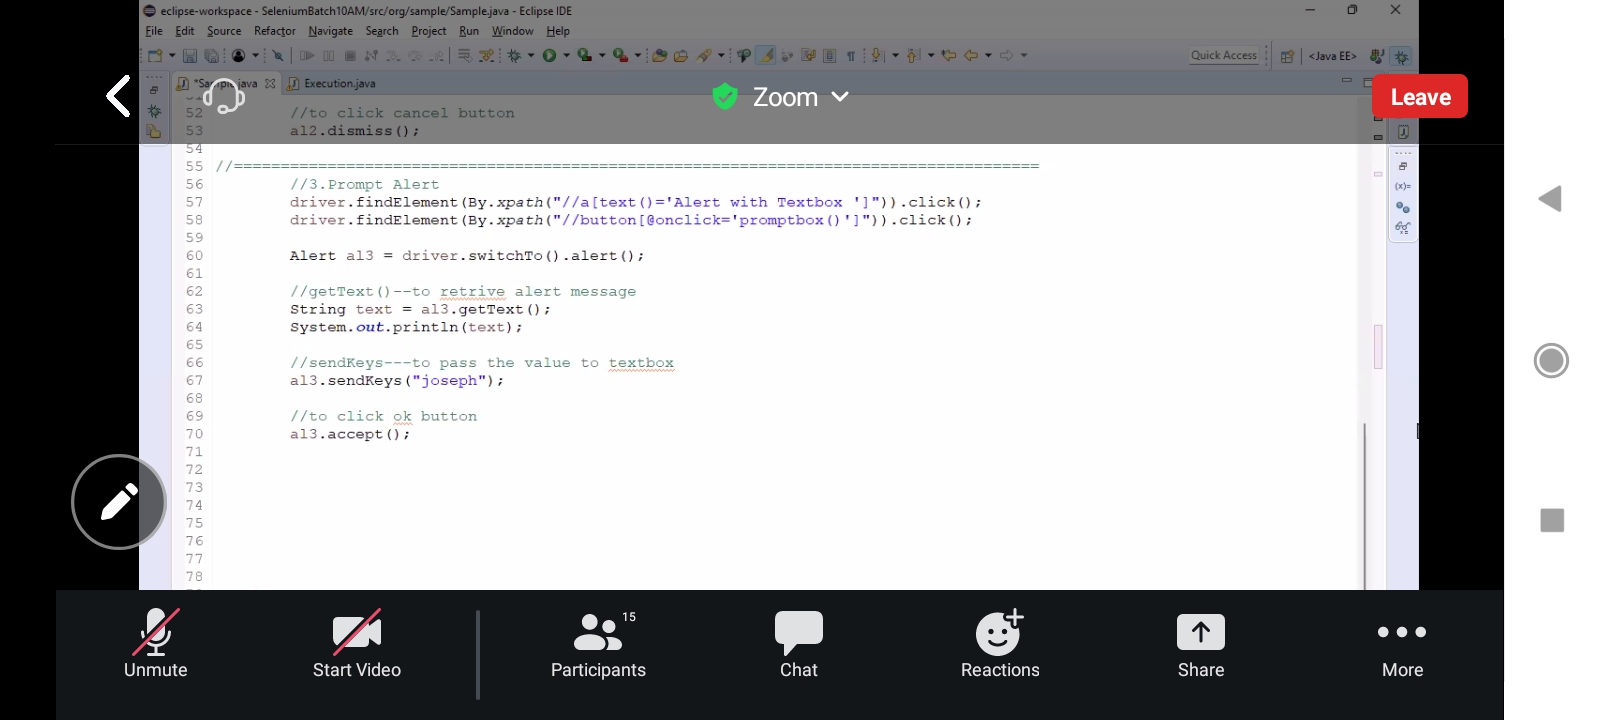 eclipse-workspace - SeleniumBatch10AM/src/org/sample/Sample.java - Eclipse IDE
File Edit Source Refactor Navigate Search Project Run Window Help
Quick Access <Java EE>
*Sample.java Execution.java
Zoom
Leave
52 //to click cancel button
53 al2.dismiss();
54
55 //======================================================================================
56 //3.Prompt Alert
57 driver.findElement(By.xpath("//a[text()='Alert with Textbox ']")).click();
58 driver.findElement(By.xpath("//button[@onclick='promptbox()']")).click();
59
60 Alert al3 = driver.switchTo().alert();
61
62 //getText()--to retrive alert message
63 String text = al3.getText();
64 System.out.println(text);
65
66 //sendKeys---to pass the value to textbox
67 al3.sendKeys("joseph");
68
69 //to click ok button
70 al3.accept();
71
72
73
74
75
76
77
78
15
Unmute Start Video Participants Chat Reactions Share More